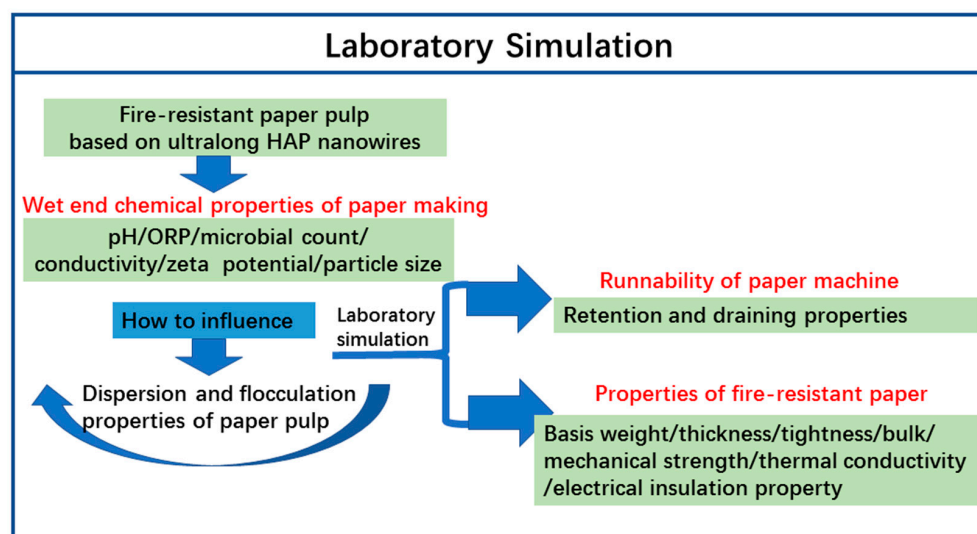 Laboratory Simulation
Fire-resistant paper pulp
based on ultralong HAP nanowires
Wet end chemical properties of paper making
pH/ORP/microbial count/
conductivity/zeta potential/particle size
How to influence
Dispersion and flocculation
properties of paper pulp
Laboratory
simulation
Runnability of paper machine
Retention and draining properties
Properties of fire-resistant paper
Basis weight/thickness/tightness/bulk/
mechanical strength/thermal conductivity
/electrical insulation property